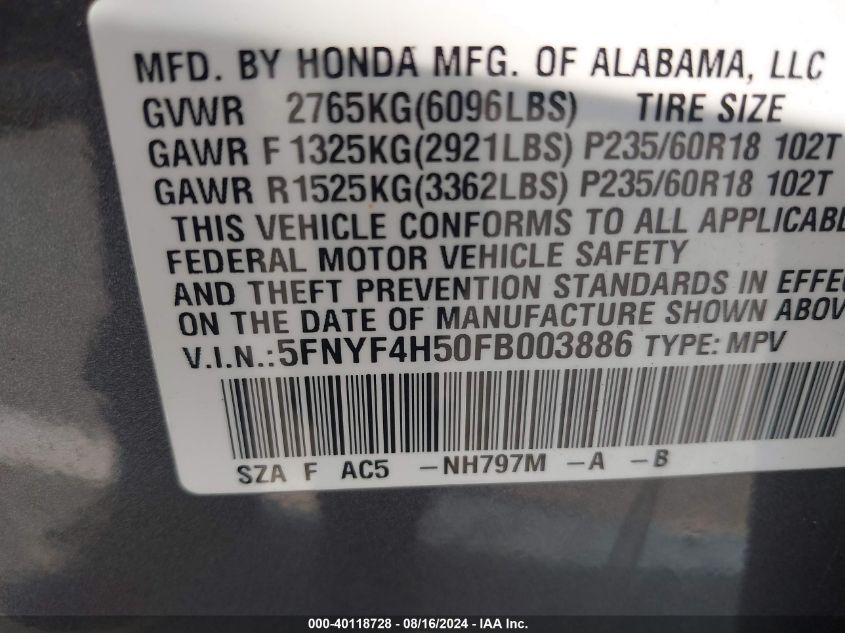 MFD. BY HONDA MFG. OF ALABAMA, LLC
GVWR 2765KG(6096LBS) TIRE SIZE
GAWR F 1325KG(2921LBS) P235/60R18 102T
GAWR R1525KG(3362LBS) P235/60R18 102T
THIS VEHICLE CONFORMS TO ALL APPLICABL
FEDERAL MOTOR VEHICLE SAFETY
AND THEFT PREVENTION STANDARDS IN EFFEC
ON THE DATE OF MANUFACTURE SHOWN ABOV
V.I.N.:5FNYF4H50FB003886 TYPE: MPV
SZA F AC5 -NH797M -A -B
000-40118728 - 08/16/2024 - IAA Inc.